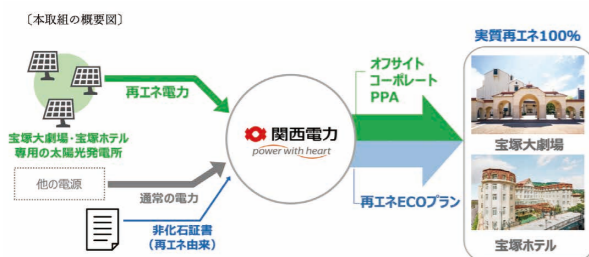 〔本取組の概要図〕
再エネ電力
宝塚大劇場・宝塚ホテル
専用の太陽光発電所
他の電源
通常の電力
非化石証書
（再エネ由来）
関西電力
power with heart
オフサイト
コーポレート
PPA
再エネECOプラン
実質再エネ100%
宝塚大劇場
宝塚ホテル